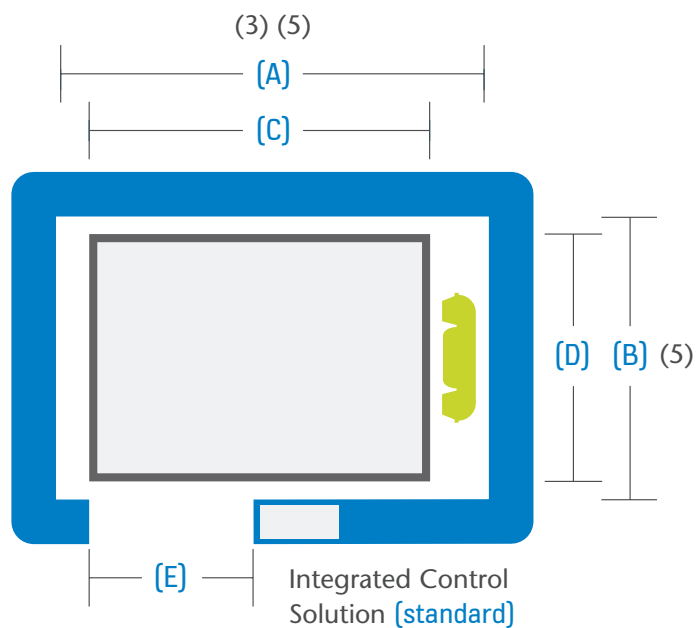 (3) (5)
(A)
(C)
(D) (B) (5)
(E)
Integrated Control
Solution (standard)